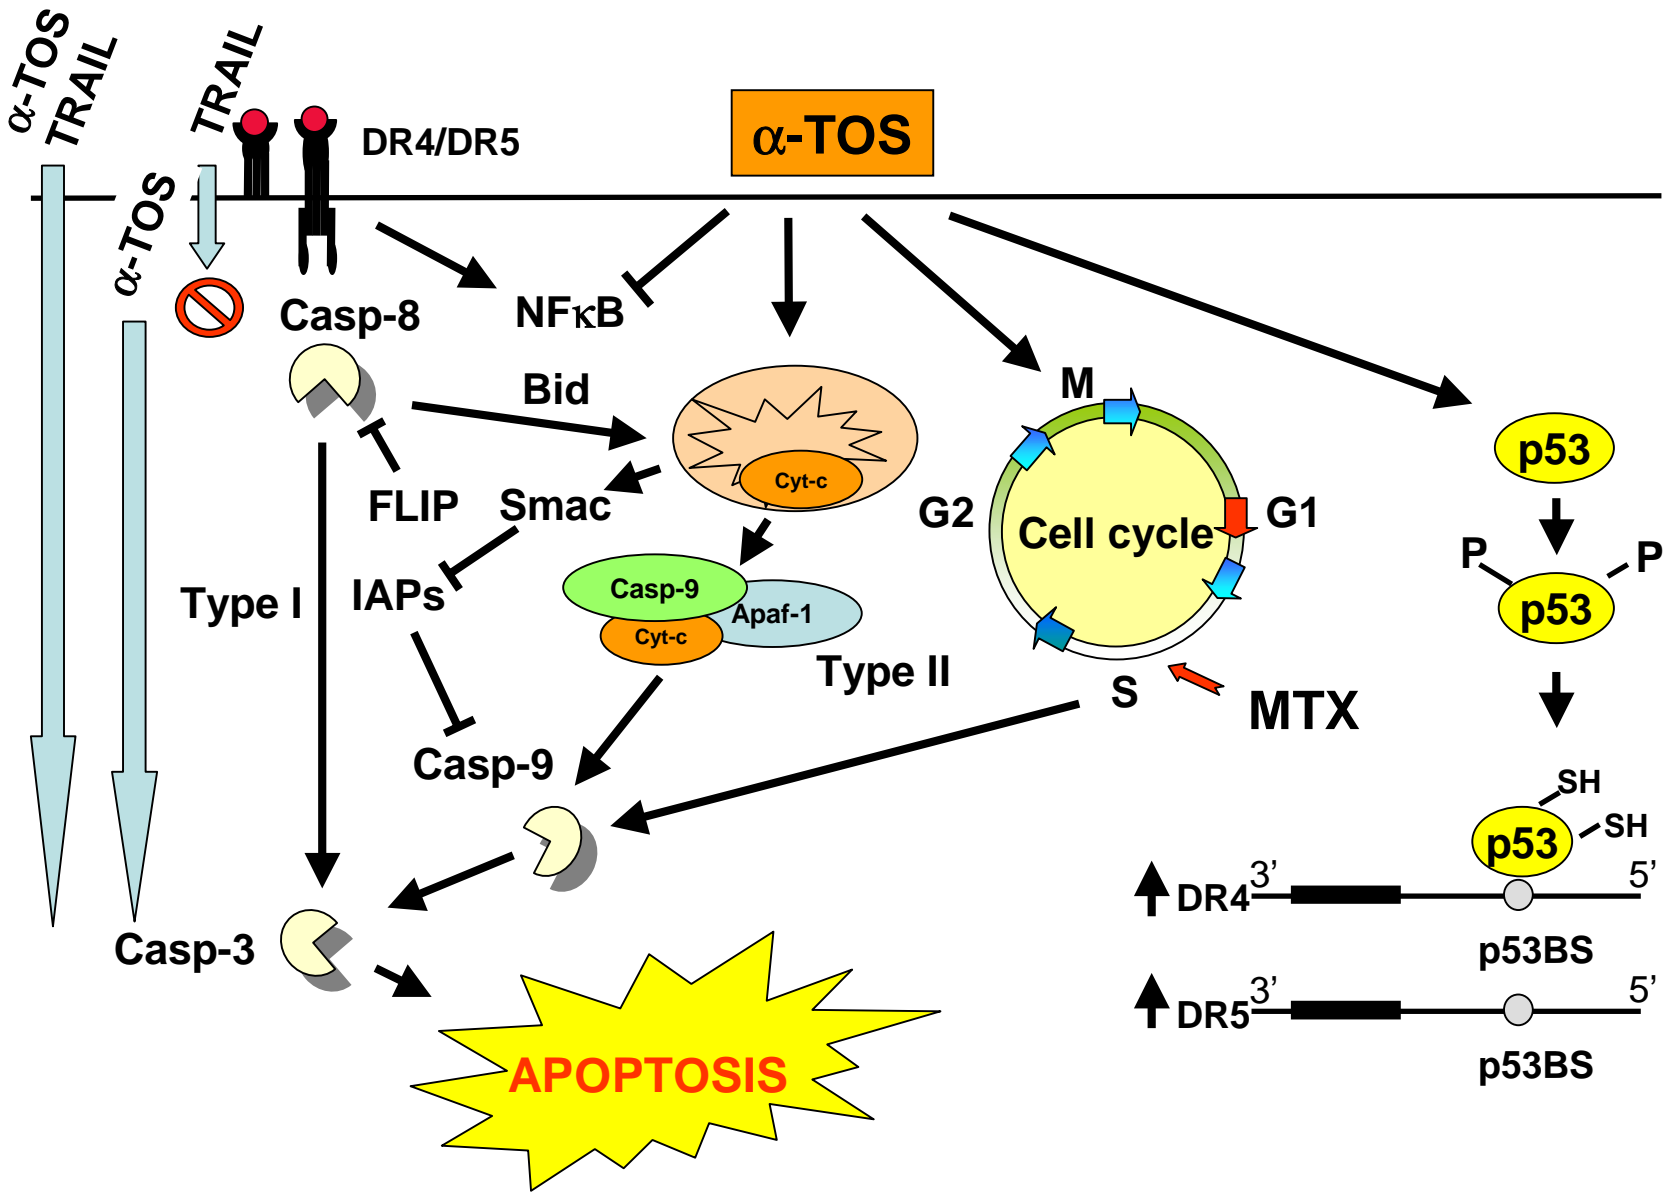 α-TOS
TRAIL
TRAIL
α-TOS
DR4/DR5
α-TOS
Casp-8
NFκB
Bid
M
p53
Cyt-c
FLIP
Smac
G2
Cell cycle
G1
P
P
p53
Type I
IAPs
Casp-9
Apaf-1
Cyt-c
Type II
S
MTX
Casp-9
SH
SH
p53
DR4
3’
5’
p53BS
Casp-3
DR5
3’
5’
p53BS
APOPTOSIS